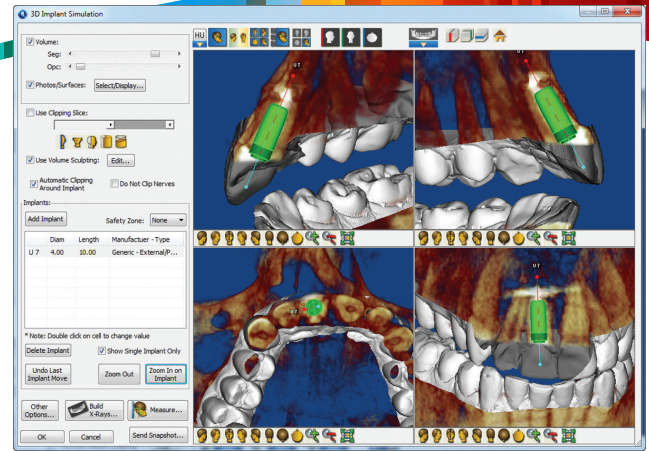 3D Implant Simulation
Volume:
Seg:
Opc:
Photos/Surfaces: Select/Display...
Use Clipping Slice:
Use Volume Sculpting: Edit...
Automatic Clipping
Around Implant
Do Not Clip Nerves
Implants:
Add Implant Safety Zone: None
Diam Length Manufactuer - Type
U 7 4.00 10.00 Generic - External/P...
* Note: Double click on cell
to change value
Delete Implant Show Single Implant Only
Undo Last
Implant Move
Zoom Out
Zoom In on
Implant
Other
Options...
Build
X-Rays...
Measure...
OK Cancel Send Snapshot...
HU
U7
U7
U7
U7